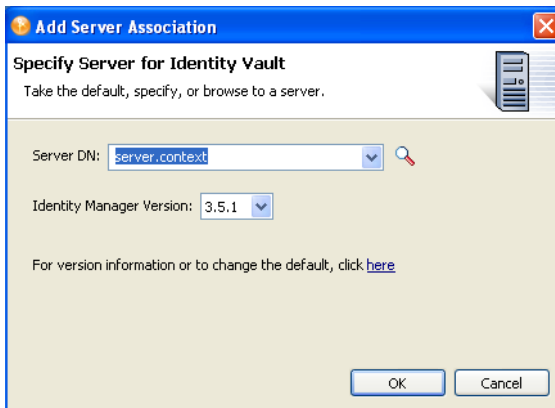 Add Server Association
Specify Server for Identity Vault
Take the default, specify, or browse to a server.
Server DN: server.context
Identity Manager Version: 3.5.1
For version information or to change the default, click here
OK Cancel